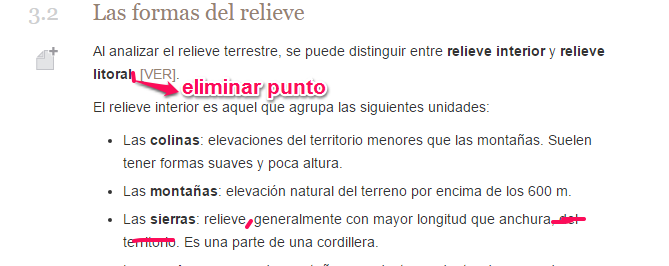 3.2 Las formas del relieve
Al analizar el relieve terrestre, se puede distinguir entre relieve interior y relieve
litoral. [VER].
eliminar punto
El relieve interior es aquel que agrupa las siguientes unidades:
• Las colinas: elevaciones del territorio menores que las montañas. Suelen
tener formas suaves y poca altura.
• Las montañas: elevación natural del terreno por encima de los 600 m.
• Las sierras: relieve, generalmente con mayor longitud que anchura, del
territorio. Es una parte de una cordillera.